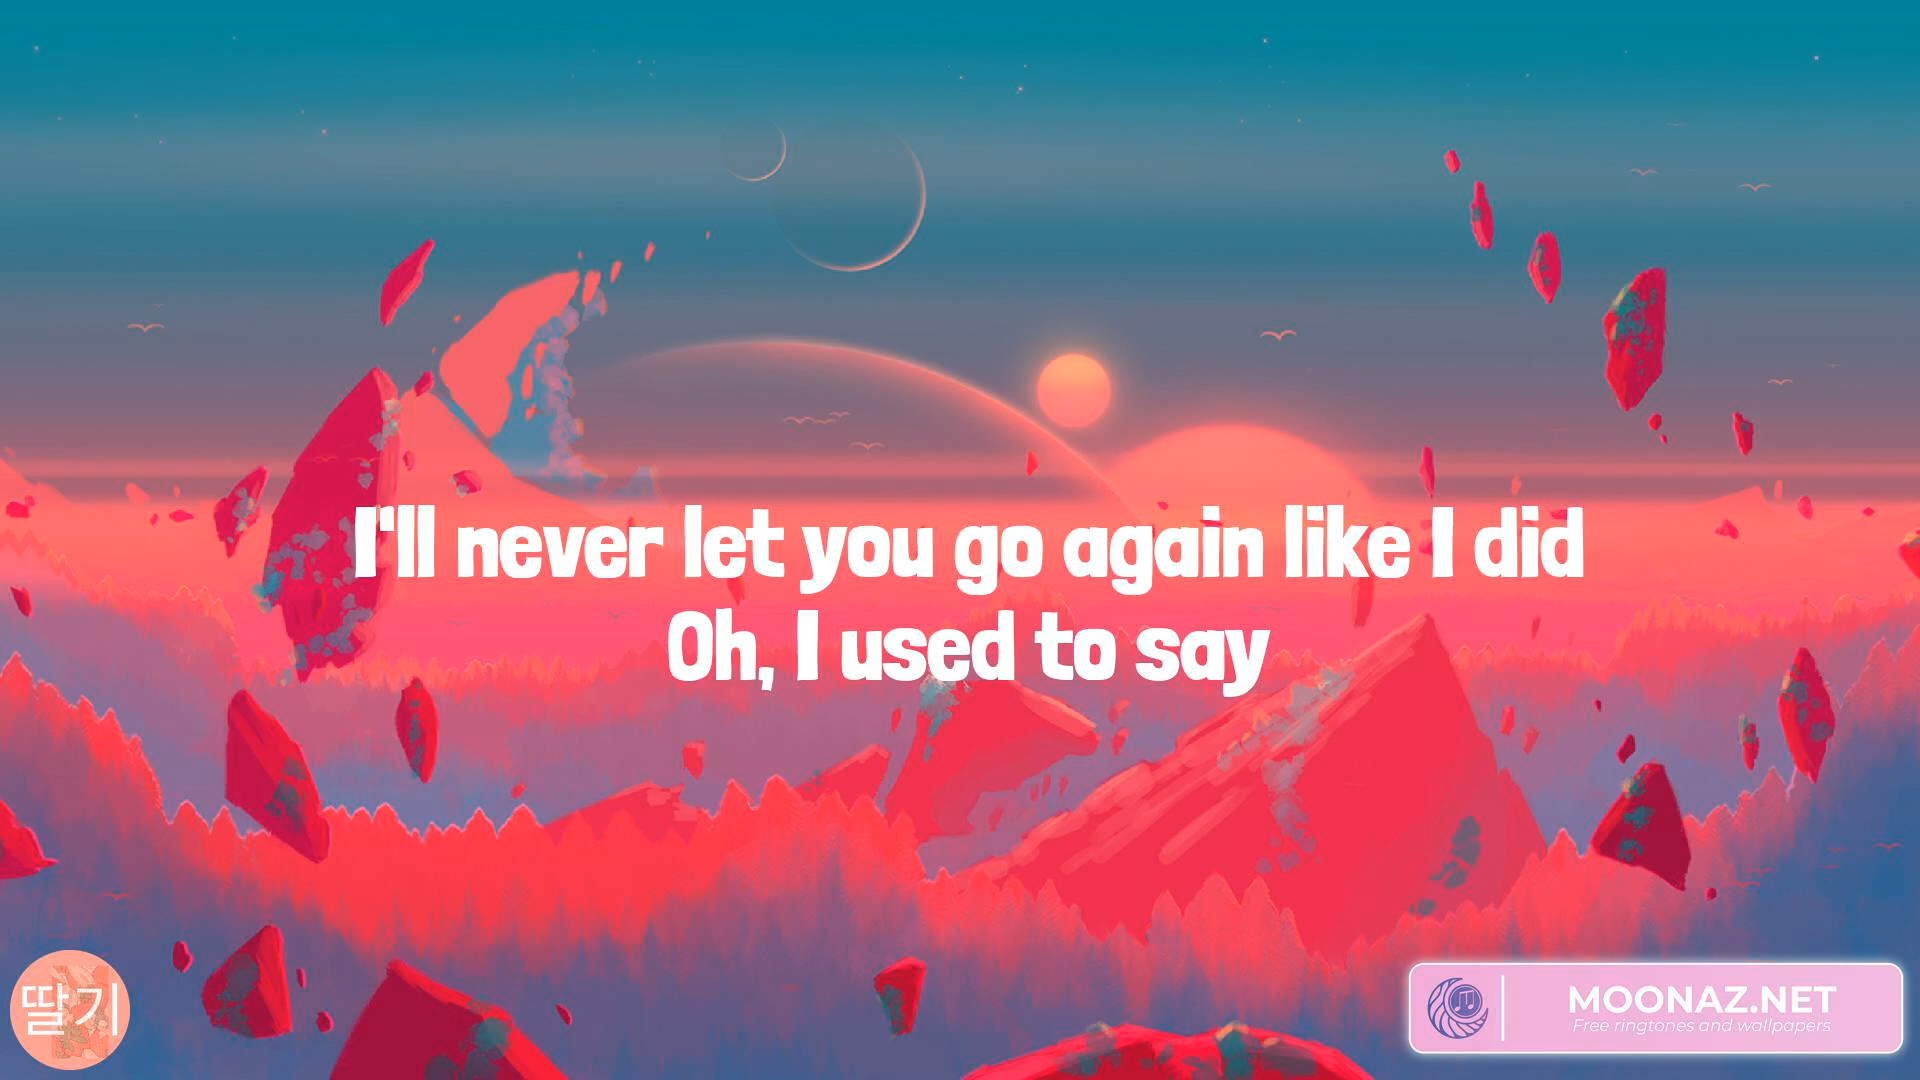 I'll never let you go again like I did
Oh, I used to say
딸기
MOONAZ.NET
Free ringtones and wallpapers